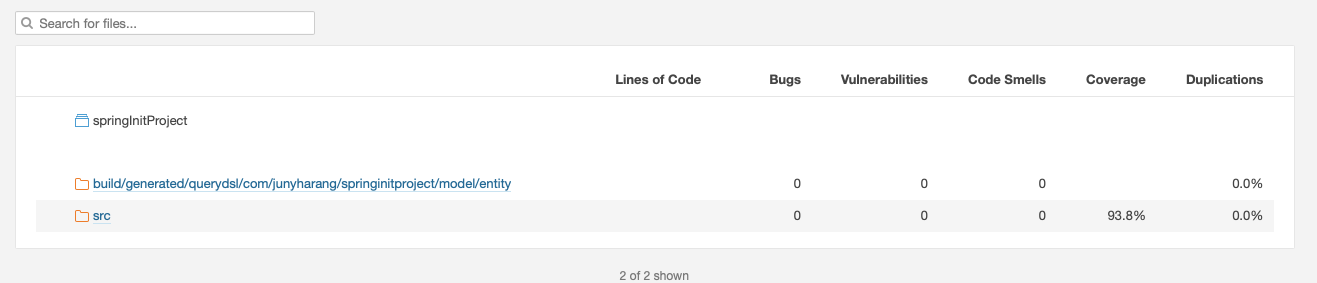 Search for files...
Lines of Code Bugs Vulnerabilities Code Smells Coverage Duplications
springInitProject
build/generated/querydsl/com/junyharang/springinitproject/model/entity 0 0 0 0.0%
src 0 0 0 93.8% 0.0%
2 of 2 shown